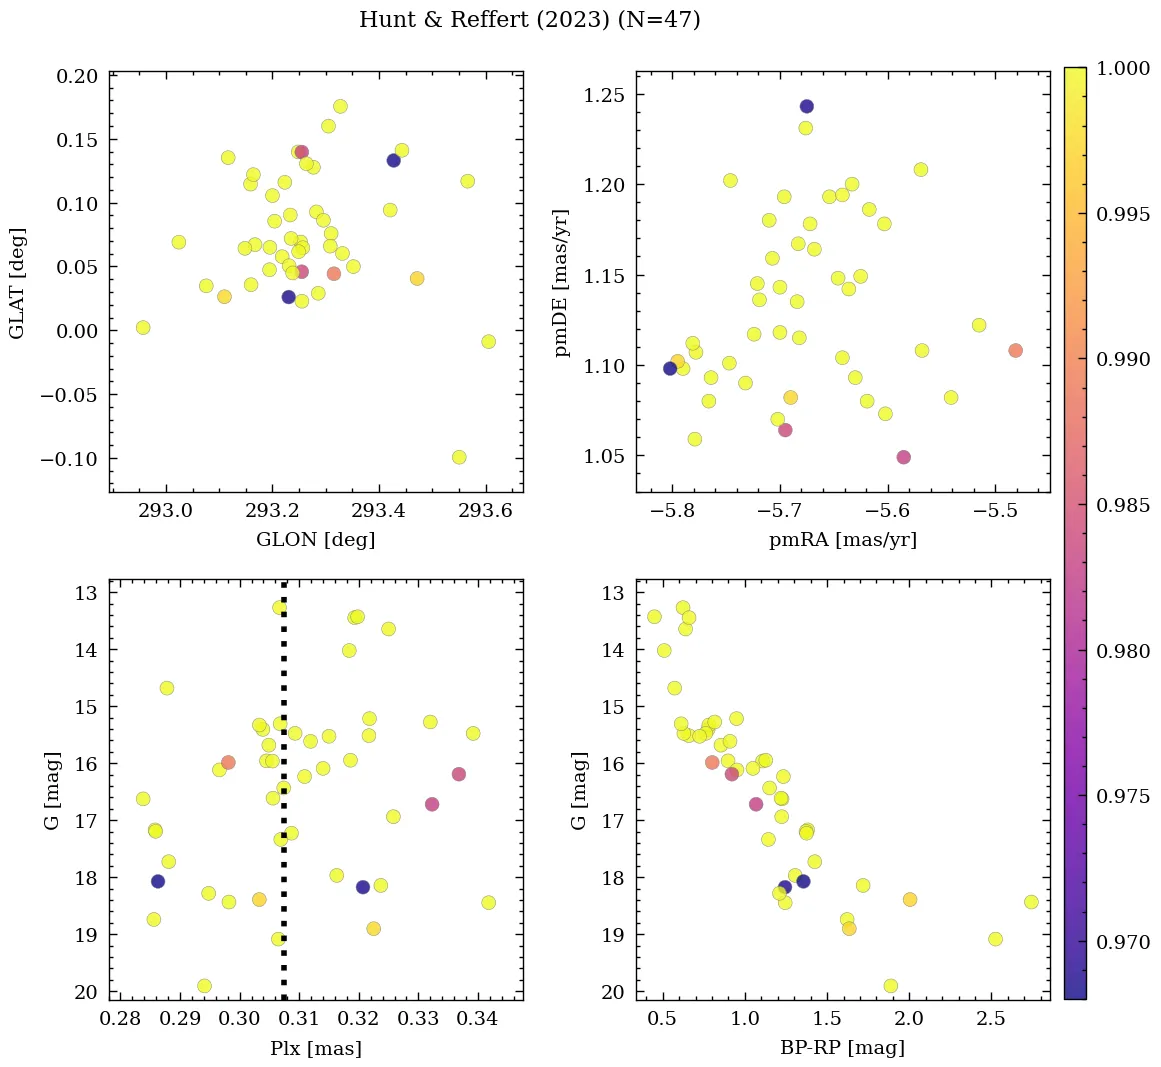 Hunt & Reffert (2023) (N=47)
0.20
0.15
0.10
0.05
0.00
−0.05
−0.10
GLAT [deg]
293.0 293.2 293.4 293.6
GLON [deg]
1.25
1.20
1.15
1.10
1.05
pmDE [mas/yr]
−5.8 −5.7 −5.6 −5.5
pmRA [mas/yr]
13
14
15
16
17
18
19
20
G [mag]
0.28 0.29 0.30 0.31 0.32 0.33 0.34
Plx [mas]
13
14
15
16
17
18
19
20
G [mag]
0.5 1.0 1.5 2.0 2.5
BP-RP [mag]
1.000
0.995
0.990
0.985
0.980
0.975
0.970